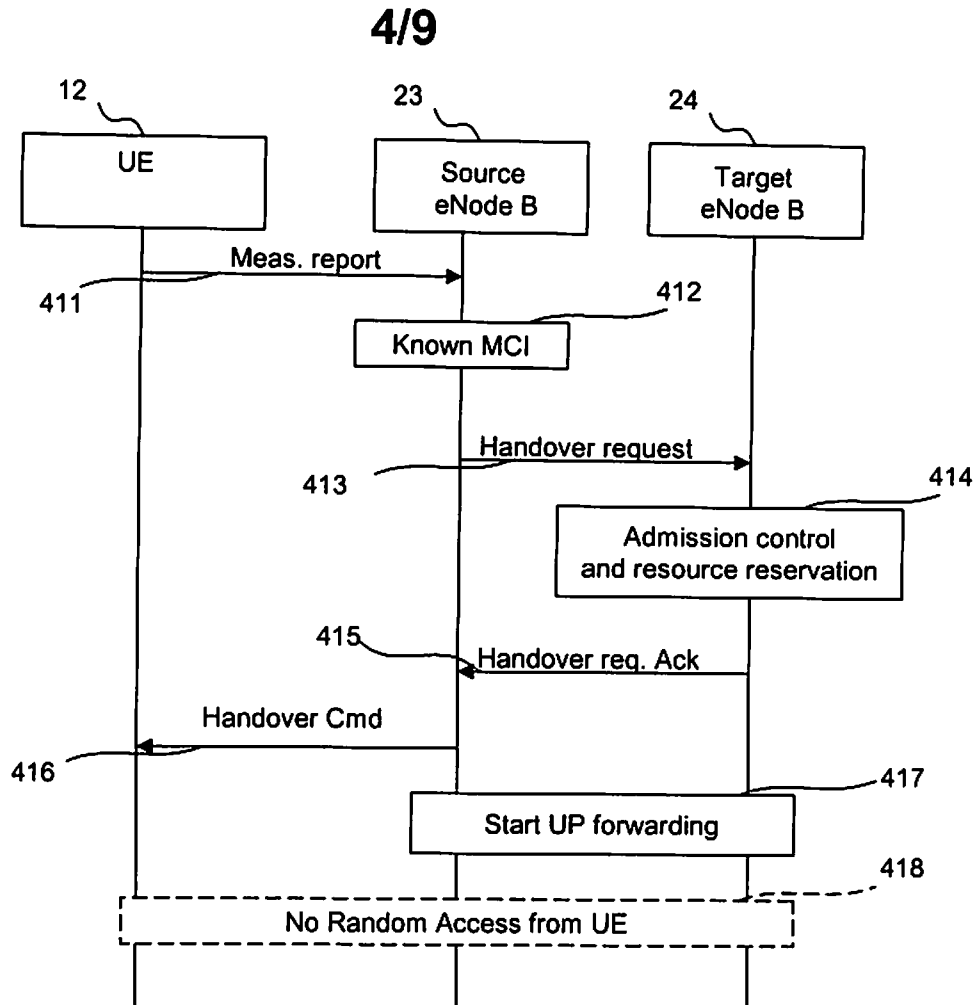 4/9
12
23
24
UE
Source
eNode B
Target
eNode B
Meas. report
411
412
Known MCI
Handover request
413
414
Admission control
and resource reservation
415
Handover req. Ack
Handover Cmd
416
417
Start UP forwarding
418
No Random Access from UE